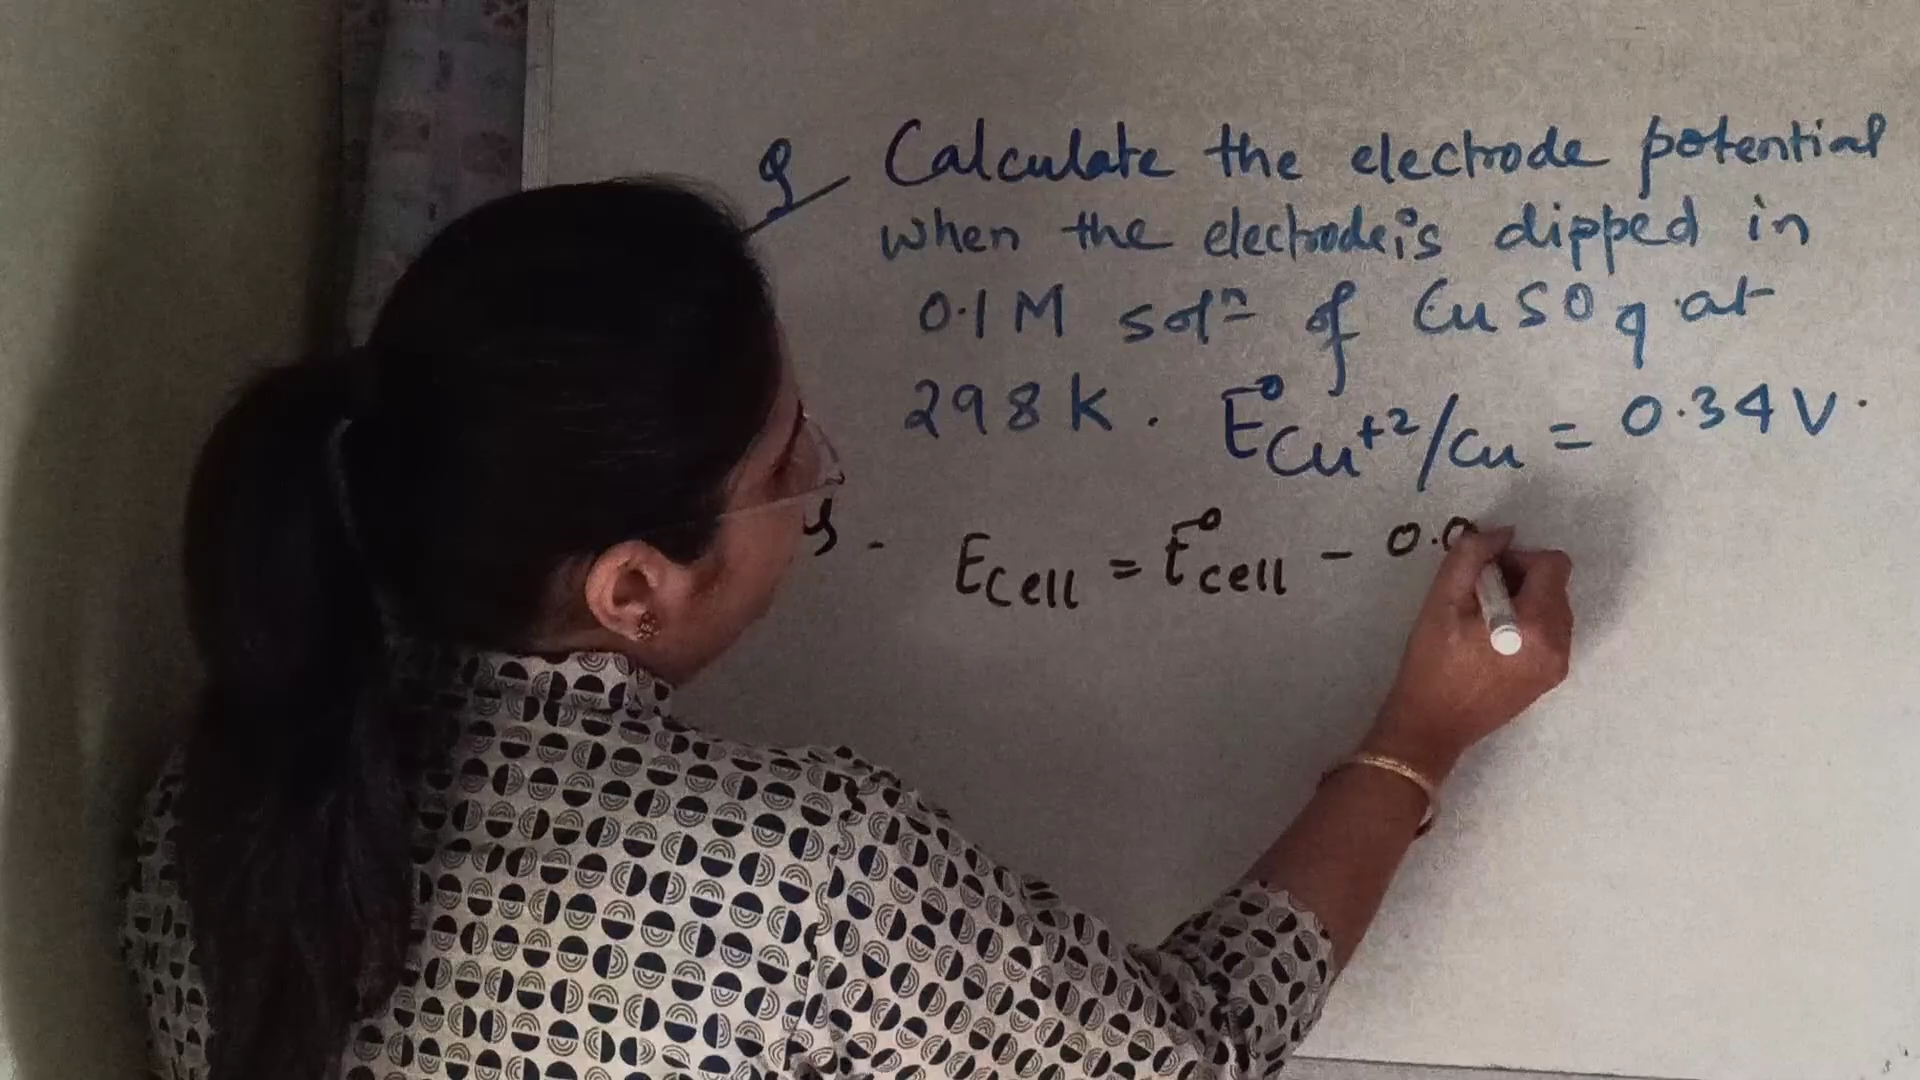 Q Calculate the electrode potential
when the electrode is dipped in
0.1 M solⁿ of CuSO4 at
298 K. E°Cu⁺²/Cu = 0.34 V.
Ecell = E°cell - 0.0